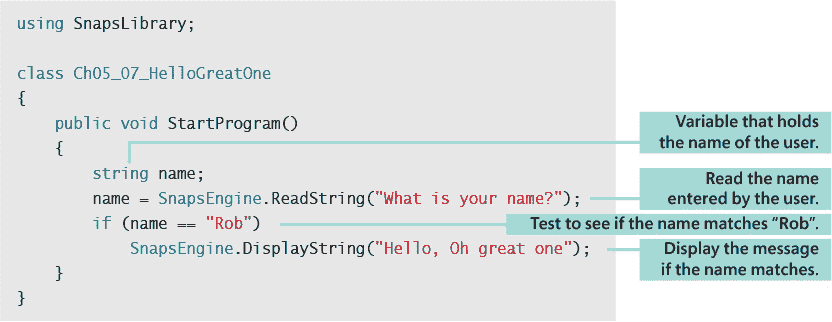 using SnapsLibrary;
class Ch05_07_HelloGreatOne
{
public void StartProgram()
{
string name;
name = SnapsEngine.ReadString("What is your name?");
if (name == "Rob")
SnapsEngine.DisplayString("Hello, Oh great one");
}
}
Variable that holds
the name of the user.
Read the name
entered by the user.
Test to see if the name matches “Rob”.
Display the message
if the name matches.